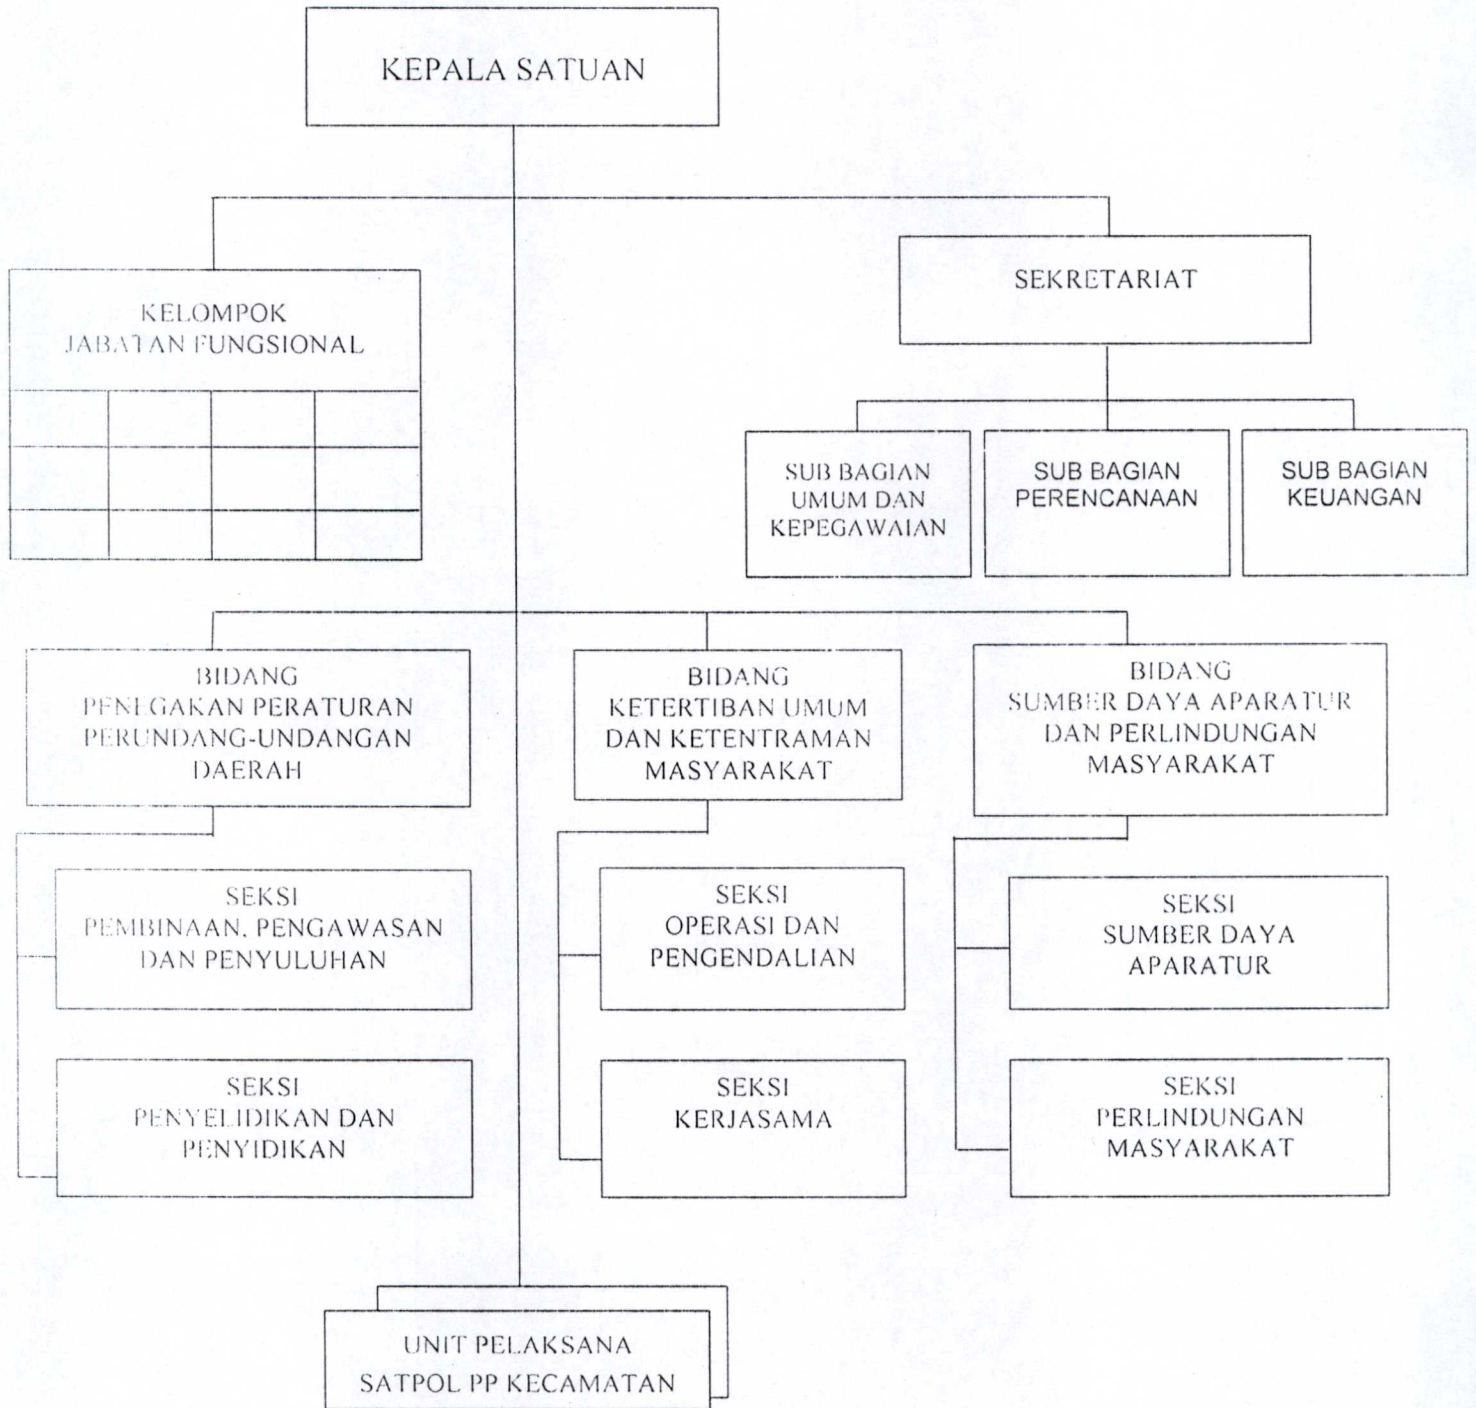 KEPALA SATUAN
KELOMPOK
JABATAN FUNGSIONAL
SEKRETARIAT
SUB BAGIAN
UMUM DAN
KEPEGAWAIAN
SUB BAGIAN
PERENCANAAN
SUB BAGIAN
KEUANGAN
BIDANG
PENEGAKAN PERATURAN
PERUNDANG-UNDANGAN
DAERAH
BIDANG
KETERTIBAN UMUM
DAN KETENTRAMAN
MASYARAKAT
BIDANG
SUMBER DAYA APARATUR
DAN PERLINDUNGAN
MASYARAKAT
SEKSI
PEMBINAAN, PENGAWASAN
DAN PENYULUHAN
SEKSI
OPERASI DAN
PENGENDALIAN
SEKSI
SUMBER DAYA
APARATUR
SEKSI
PENYELIDIKAN DAN
PENYIDIKAN
SEKSI
KERJASAMA
SEKSI
PERLINDUNGAN
MASYARAKAT
UNIT PELAKSANA
SATPOL PP KECAMATAN